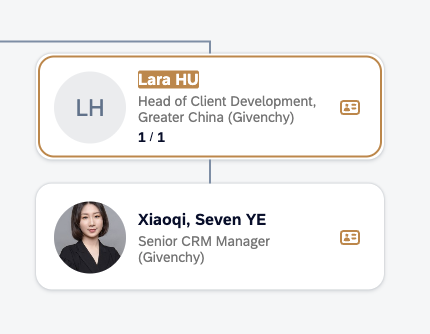 LH
Lara HU
Head of Client Development,
Greater China (Givenchy)
1 / 1
Xiaoqi, Seven YE
Senior CRM Manager
(Givenchy)